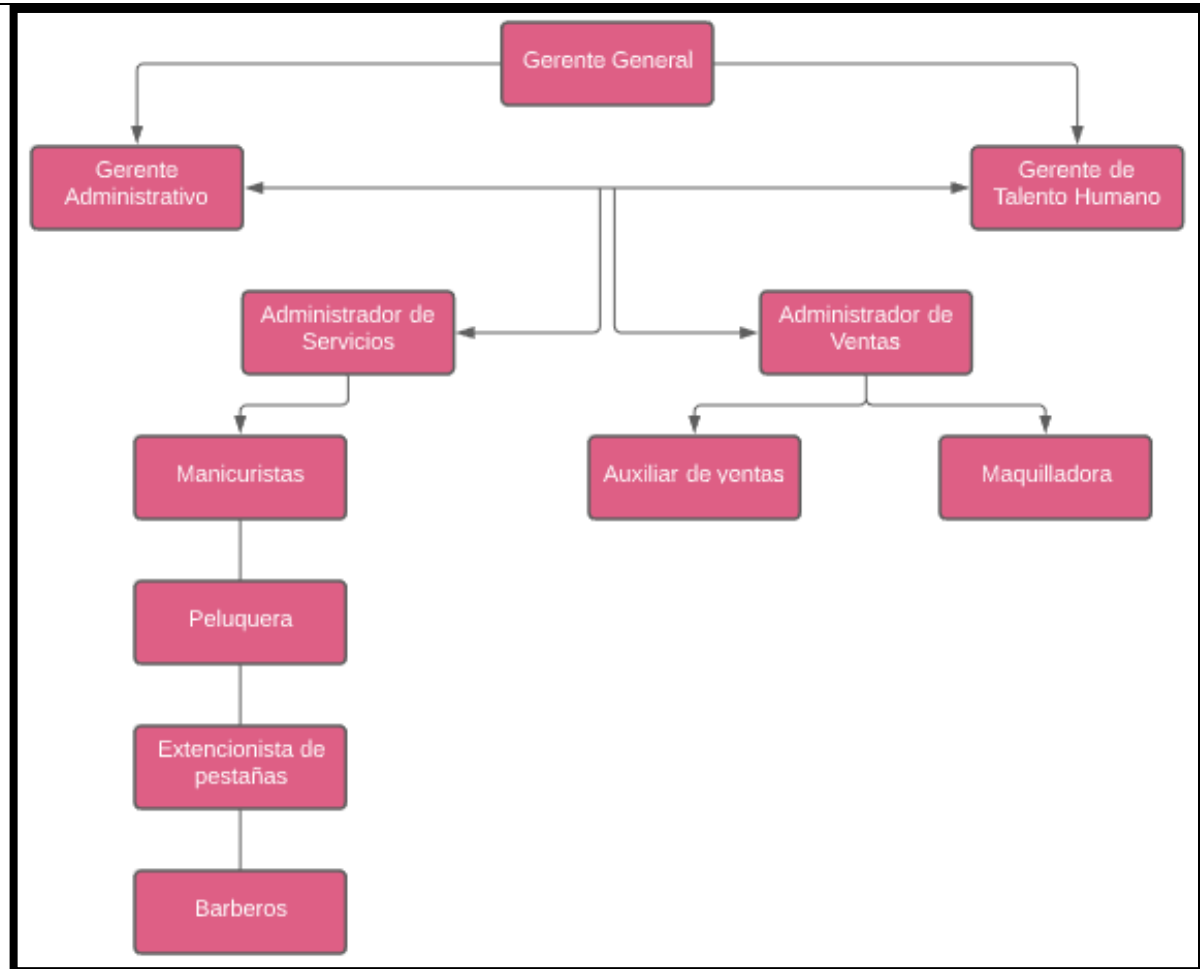 Gerente General
Gerente
Administrativo
Gerente de
Talento Humano
Administrador de
Servicios
Administrador de
Ventas
Manicuristas
Auxiliar de ventas
Maquilladora
Peluquera
Extencionista de
pestañas
Barberos